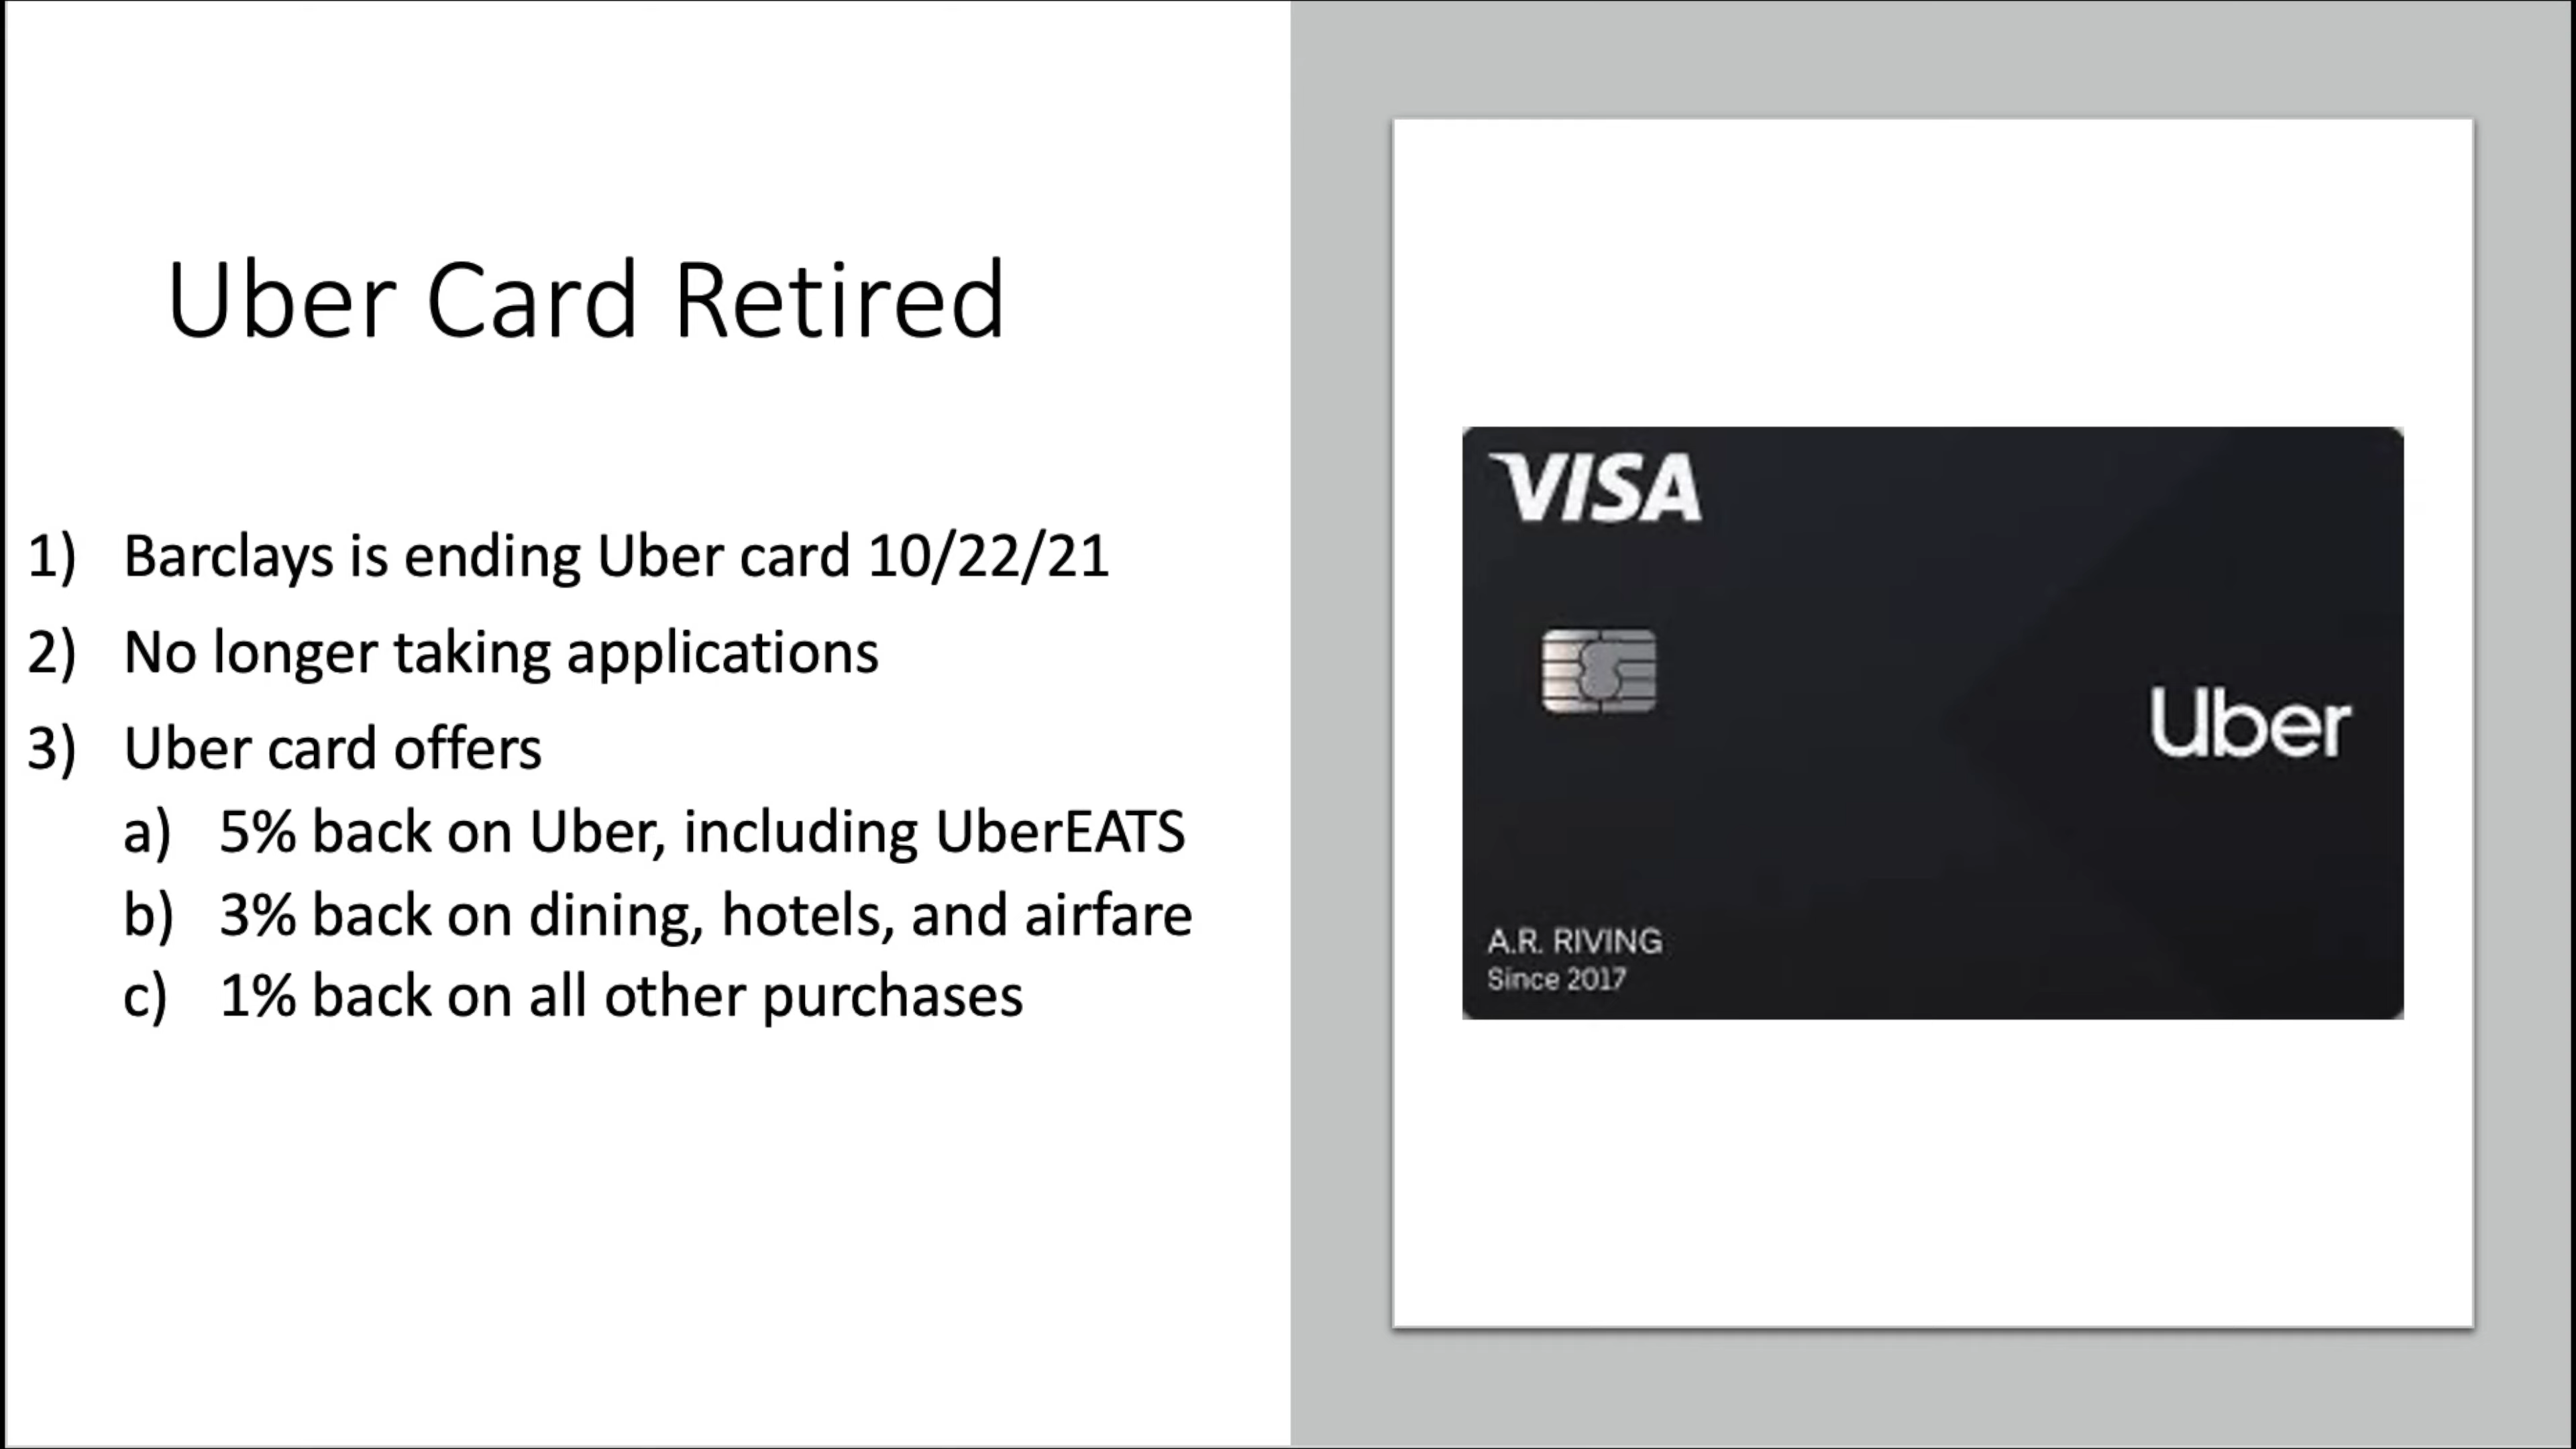 Uber Card Retired
1) Barclays is ending Uber card 10/22/21
2) No longer taking applications
3) Uber card offers
a) 5% back on Uber, including UberEATS
b) 3% back on dining, hotels, and airfare
c) 1% back on all other purchases
VISA
Uber
A.R. RIVING
Since 2017